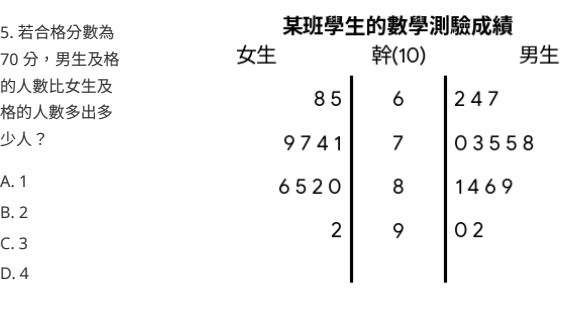 5. 若合格分數為
70 分，男生及格
的人數比女生及
格的人數多出多
少人？
A. 1
B. 2
C. 3
D. 4
某班學生的數學測驗成績
女生 幹(10) 男生
8 5 6 2 4 7
9 7 4 1 7 0 3 5 5 8
6 5 2 0 8 1 4 6 9
2 9 0 2